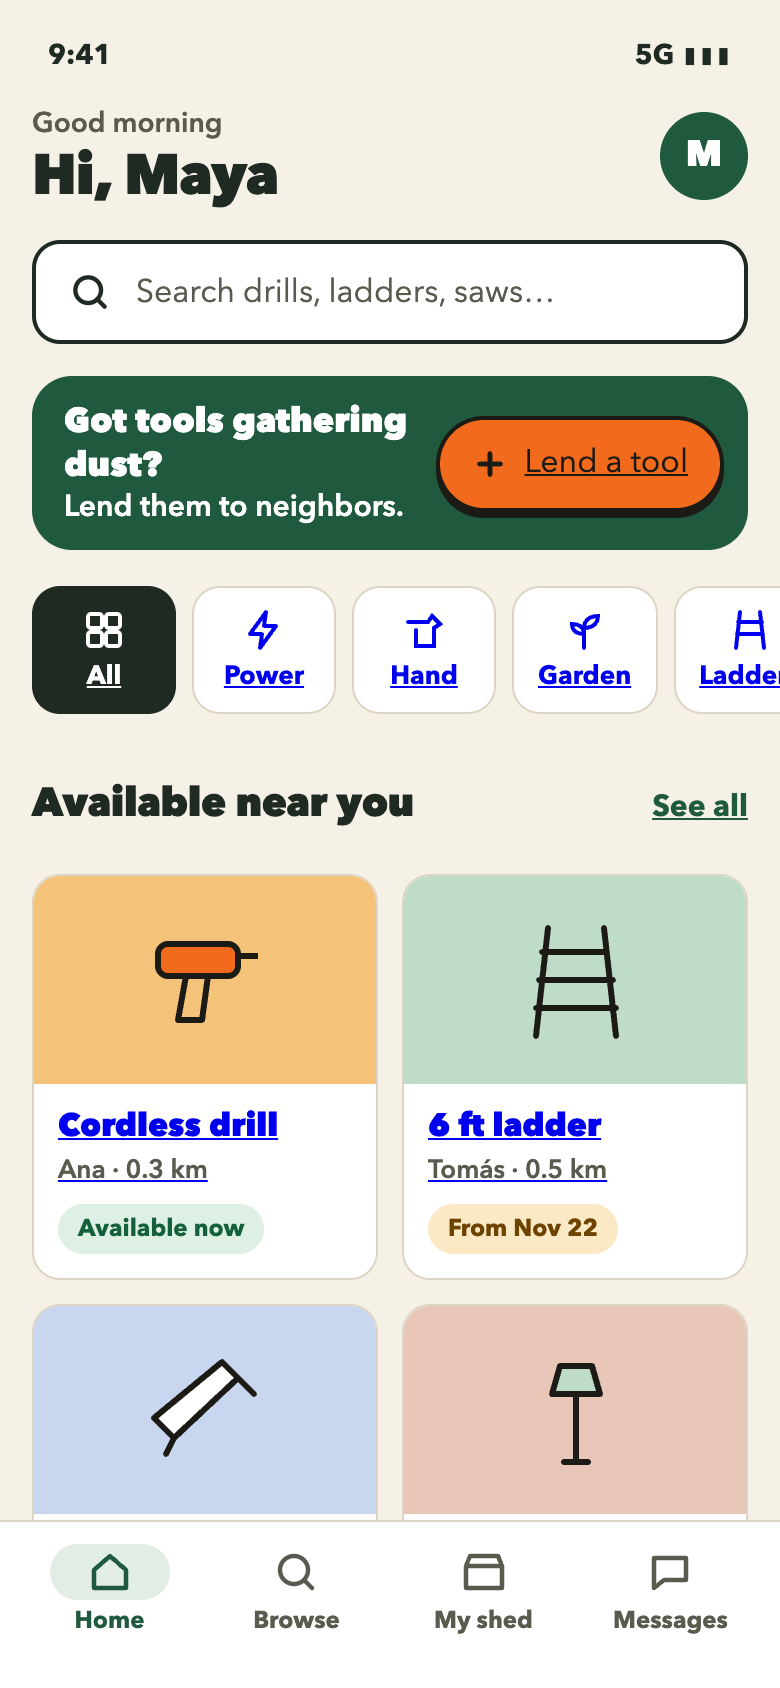 9:41
5G
Good morning
Hi, Maya
M
Search drills, ladders, saws…
Got tools gathering
dust?
Lend them to neighbors.
Lend a tool
All
Power
Hand
Garden
Available near you
See all
Cordless drill
Ana · 0.3 km
Available now
6 ft ladder
Tomás · 0.5 km
From Nov 22
Home
Browse
My shed
Messages